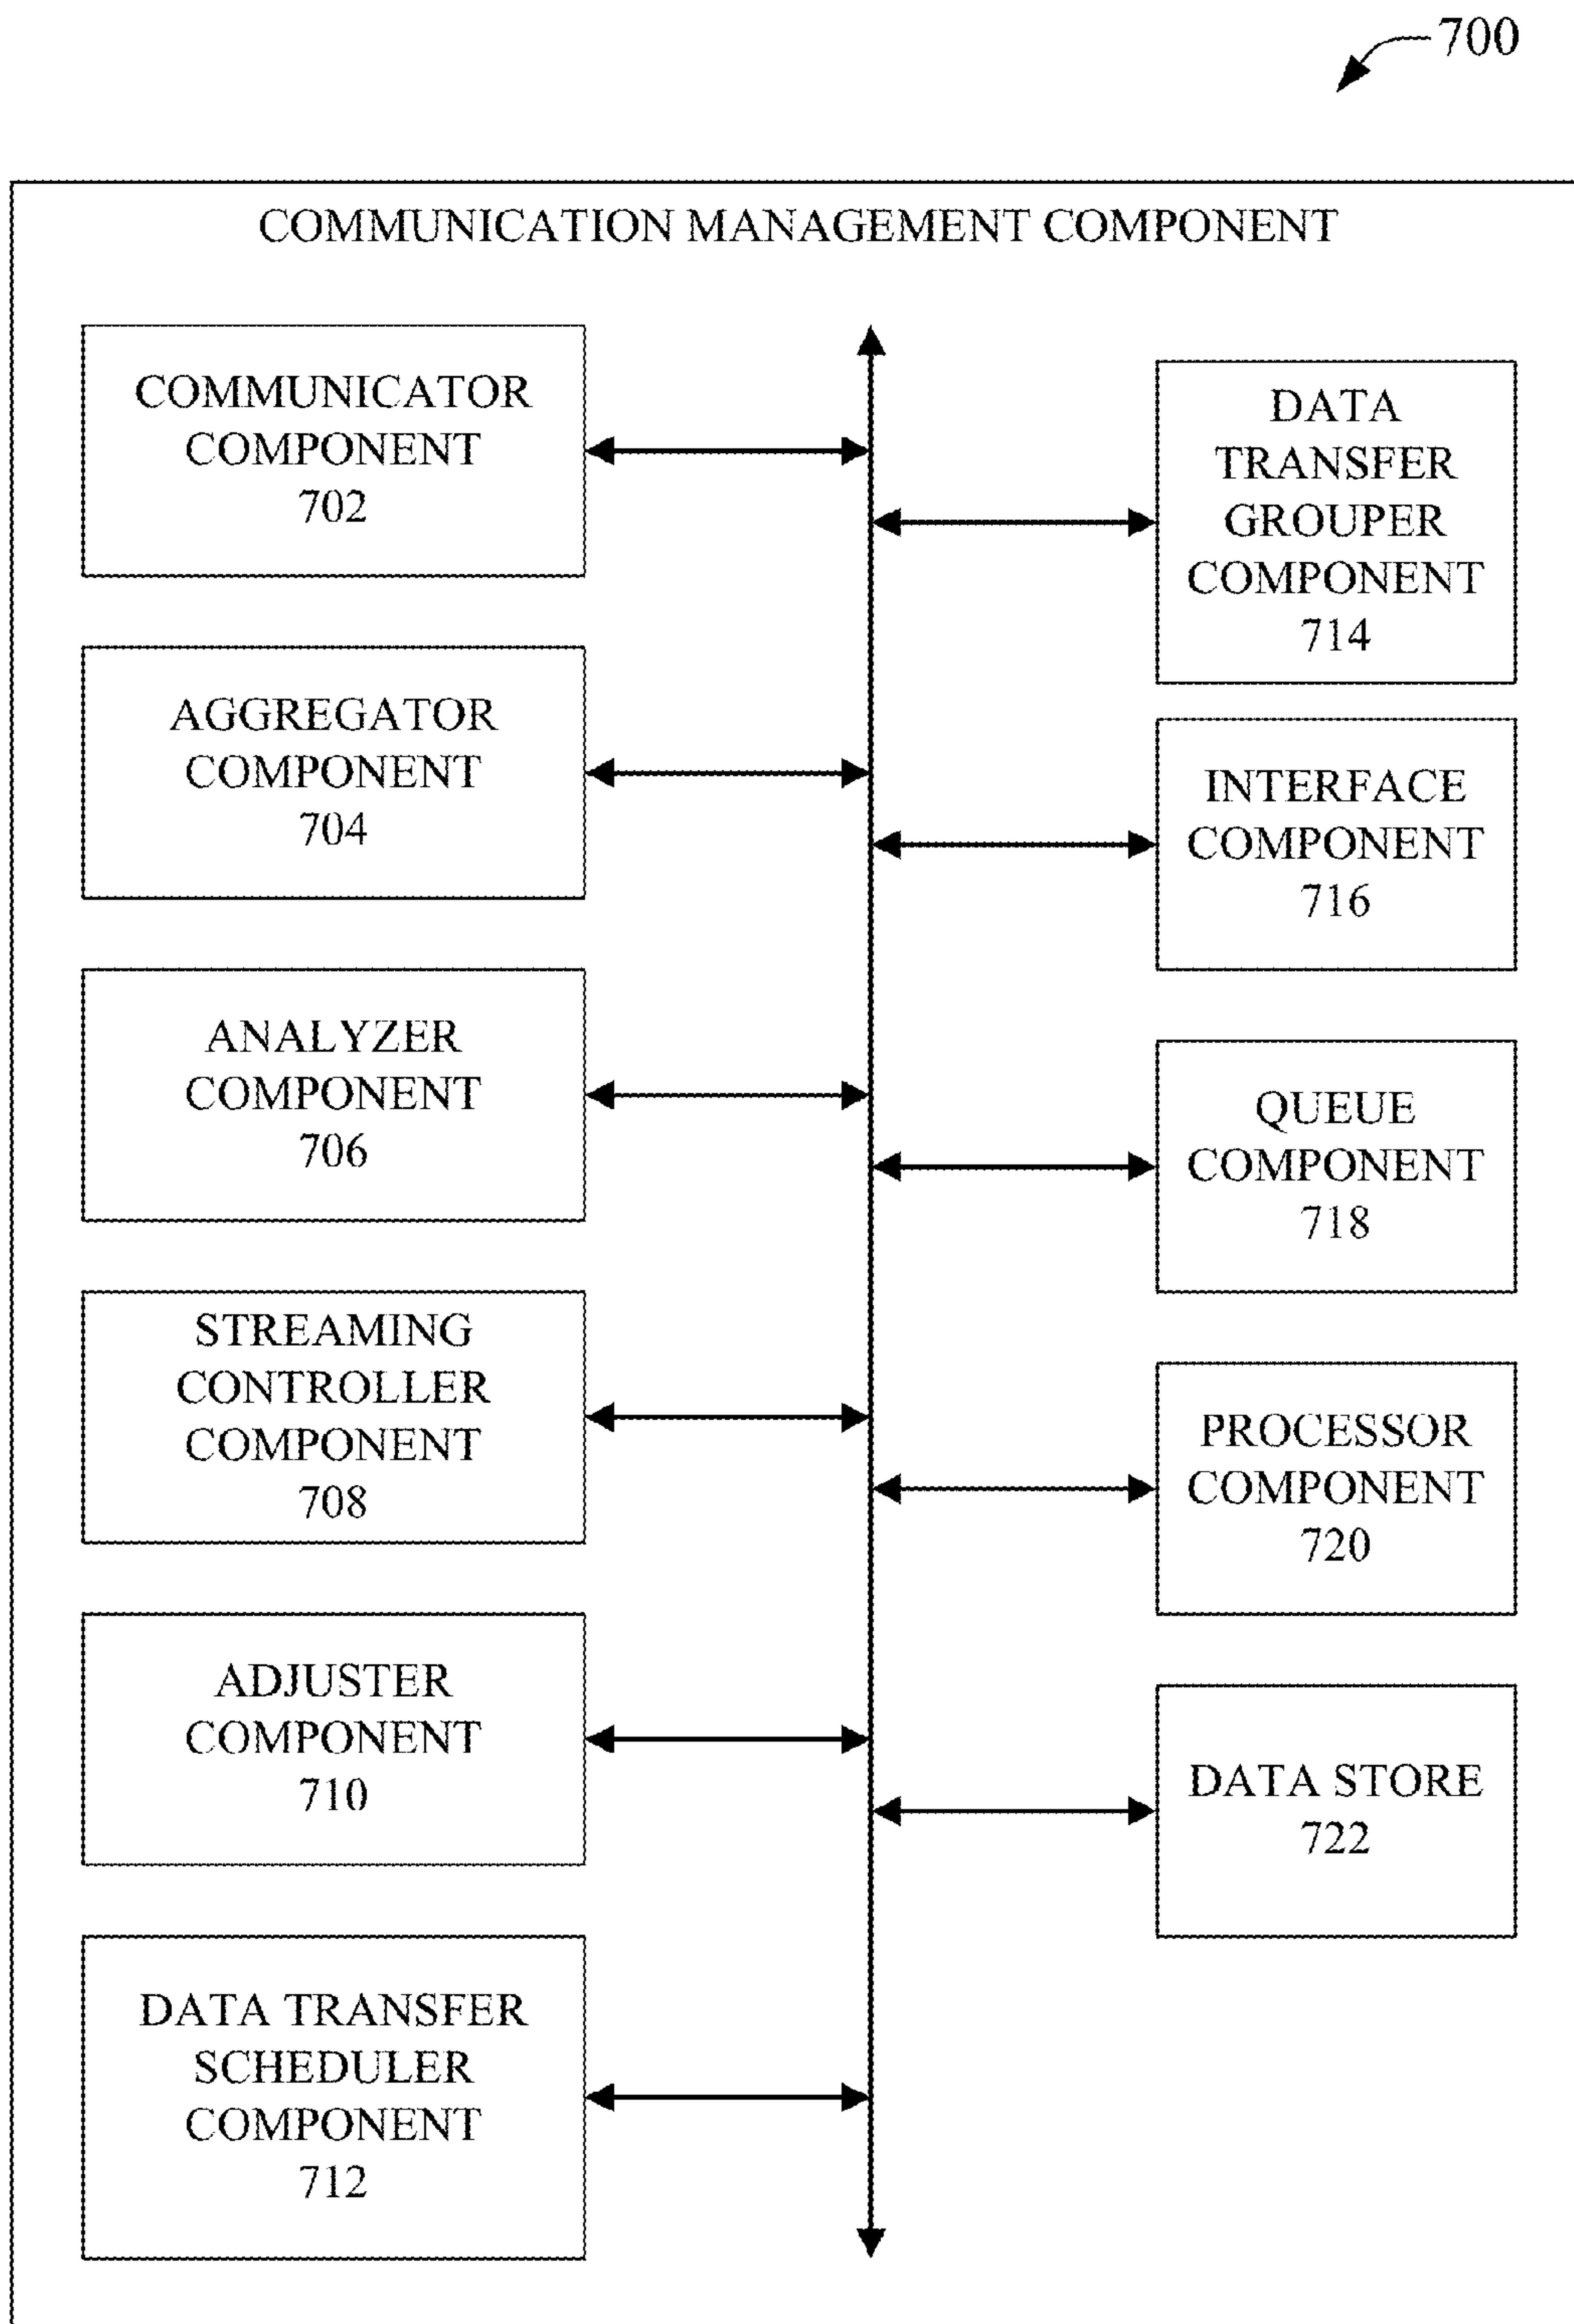 700
COMMUNICATION MANAGEMENT COMPONENT
COMMUNICATOR
COMPONENT
702
AGGREGATOR
COMPONENT
704
ANALYZER
COMPONENT
706
STREAMING
CONTROLLER
COMPONENT
708
ADJUSTER
COMPONENT
710
DATA TRANSFER
SCHEDULER
COMPONENT
712
DATA
TRANSFER
GROUPER
COMPONENT
714
INTERFACE
COMPONENT
716
QUEUE
COMPONENT
718
PROCESSOR
COMPONENT
720
DATA STORE
722